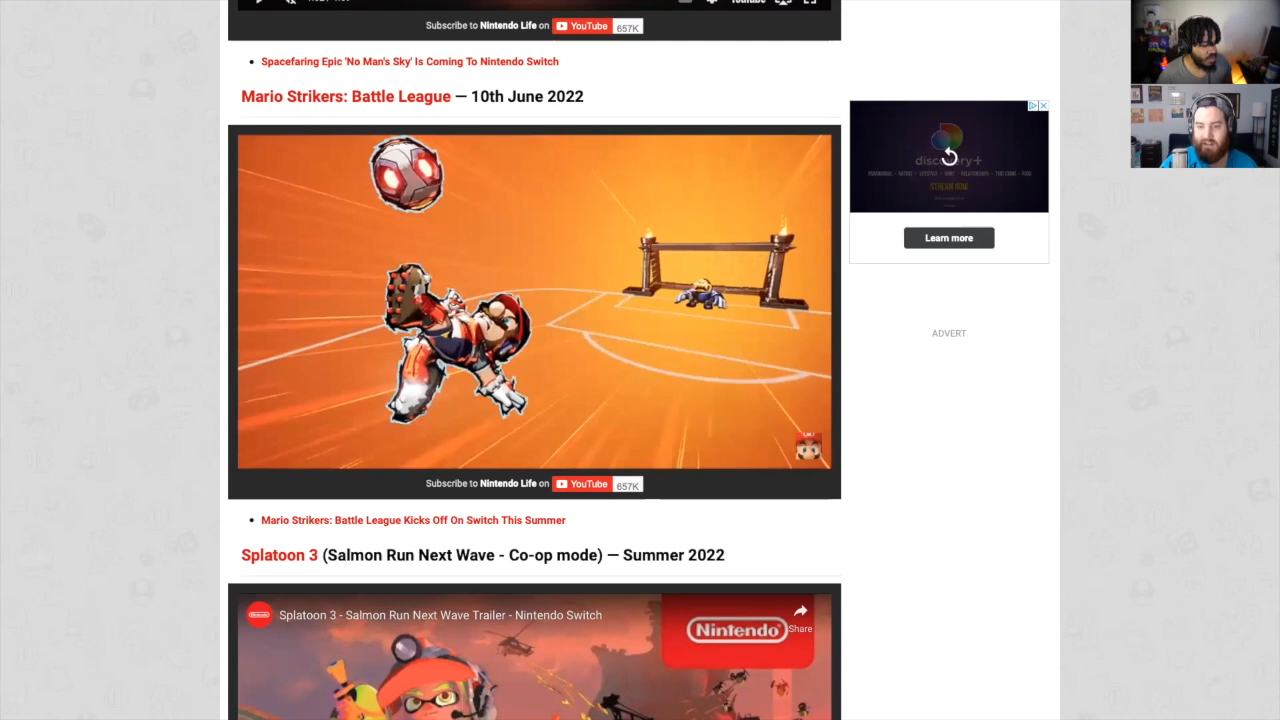 Subscribe to Nintendo Life on YouTube 657K
Spacefaring Epic 'No Man's Sky' Is Coming To Nintendo Switch
Mario Strikers: Battle League — 10th June 2022
discovery+
STREAM NOW
Learn more
ADVERT
Subscribe to Nintendo Life on YouTube 657K
Mario Strikers: Battle League Kicks Off On Switch This Summer
Splatoon 3 (Salmon Run Next Wave - Co-op mode) — Summer 2022
Splatoon 3 - Salmon Run Next Wave Trailer - Nintendo Switch
Nintendo
Share